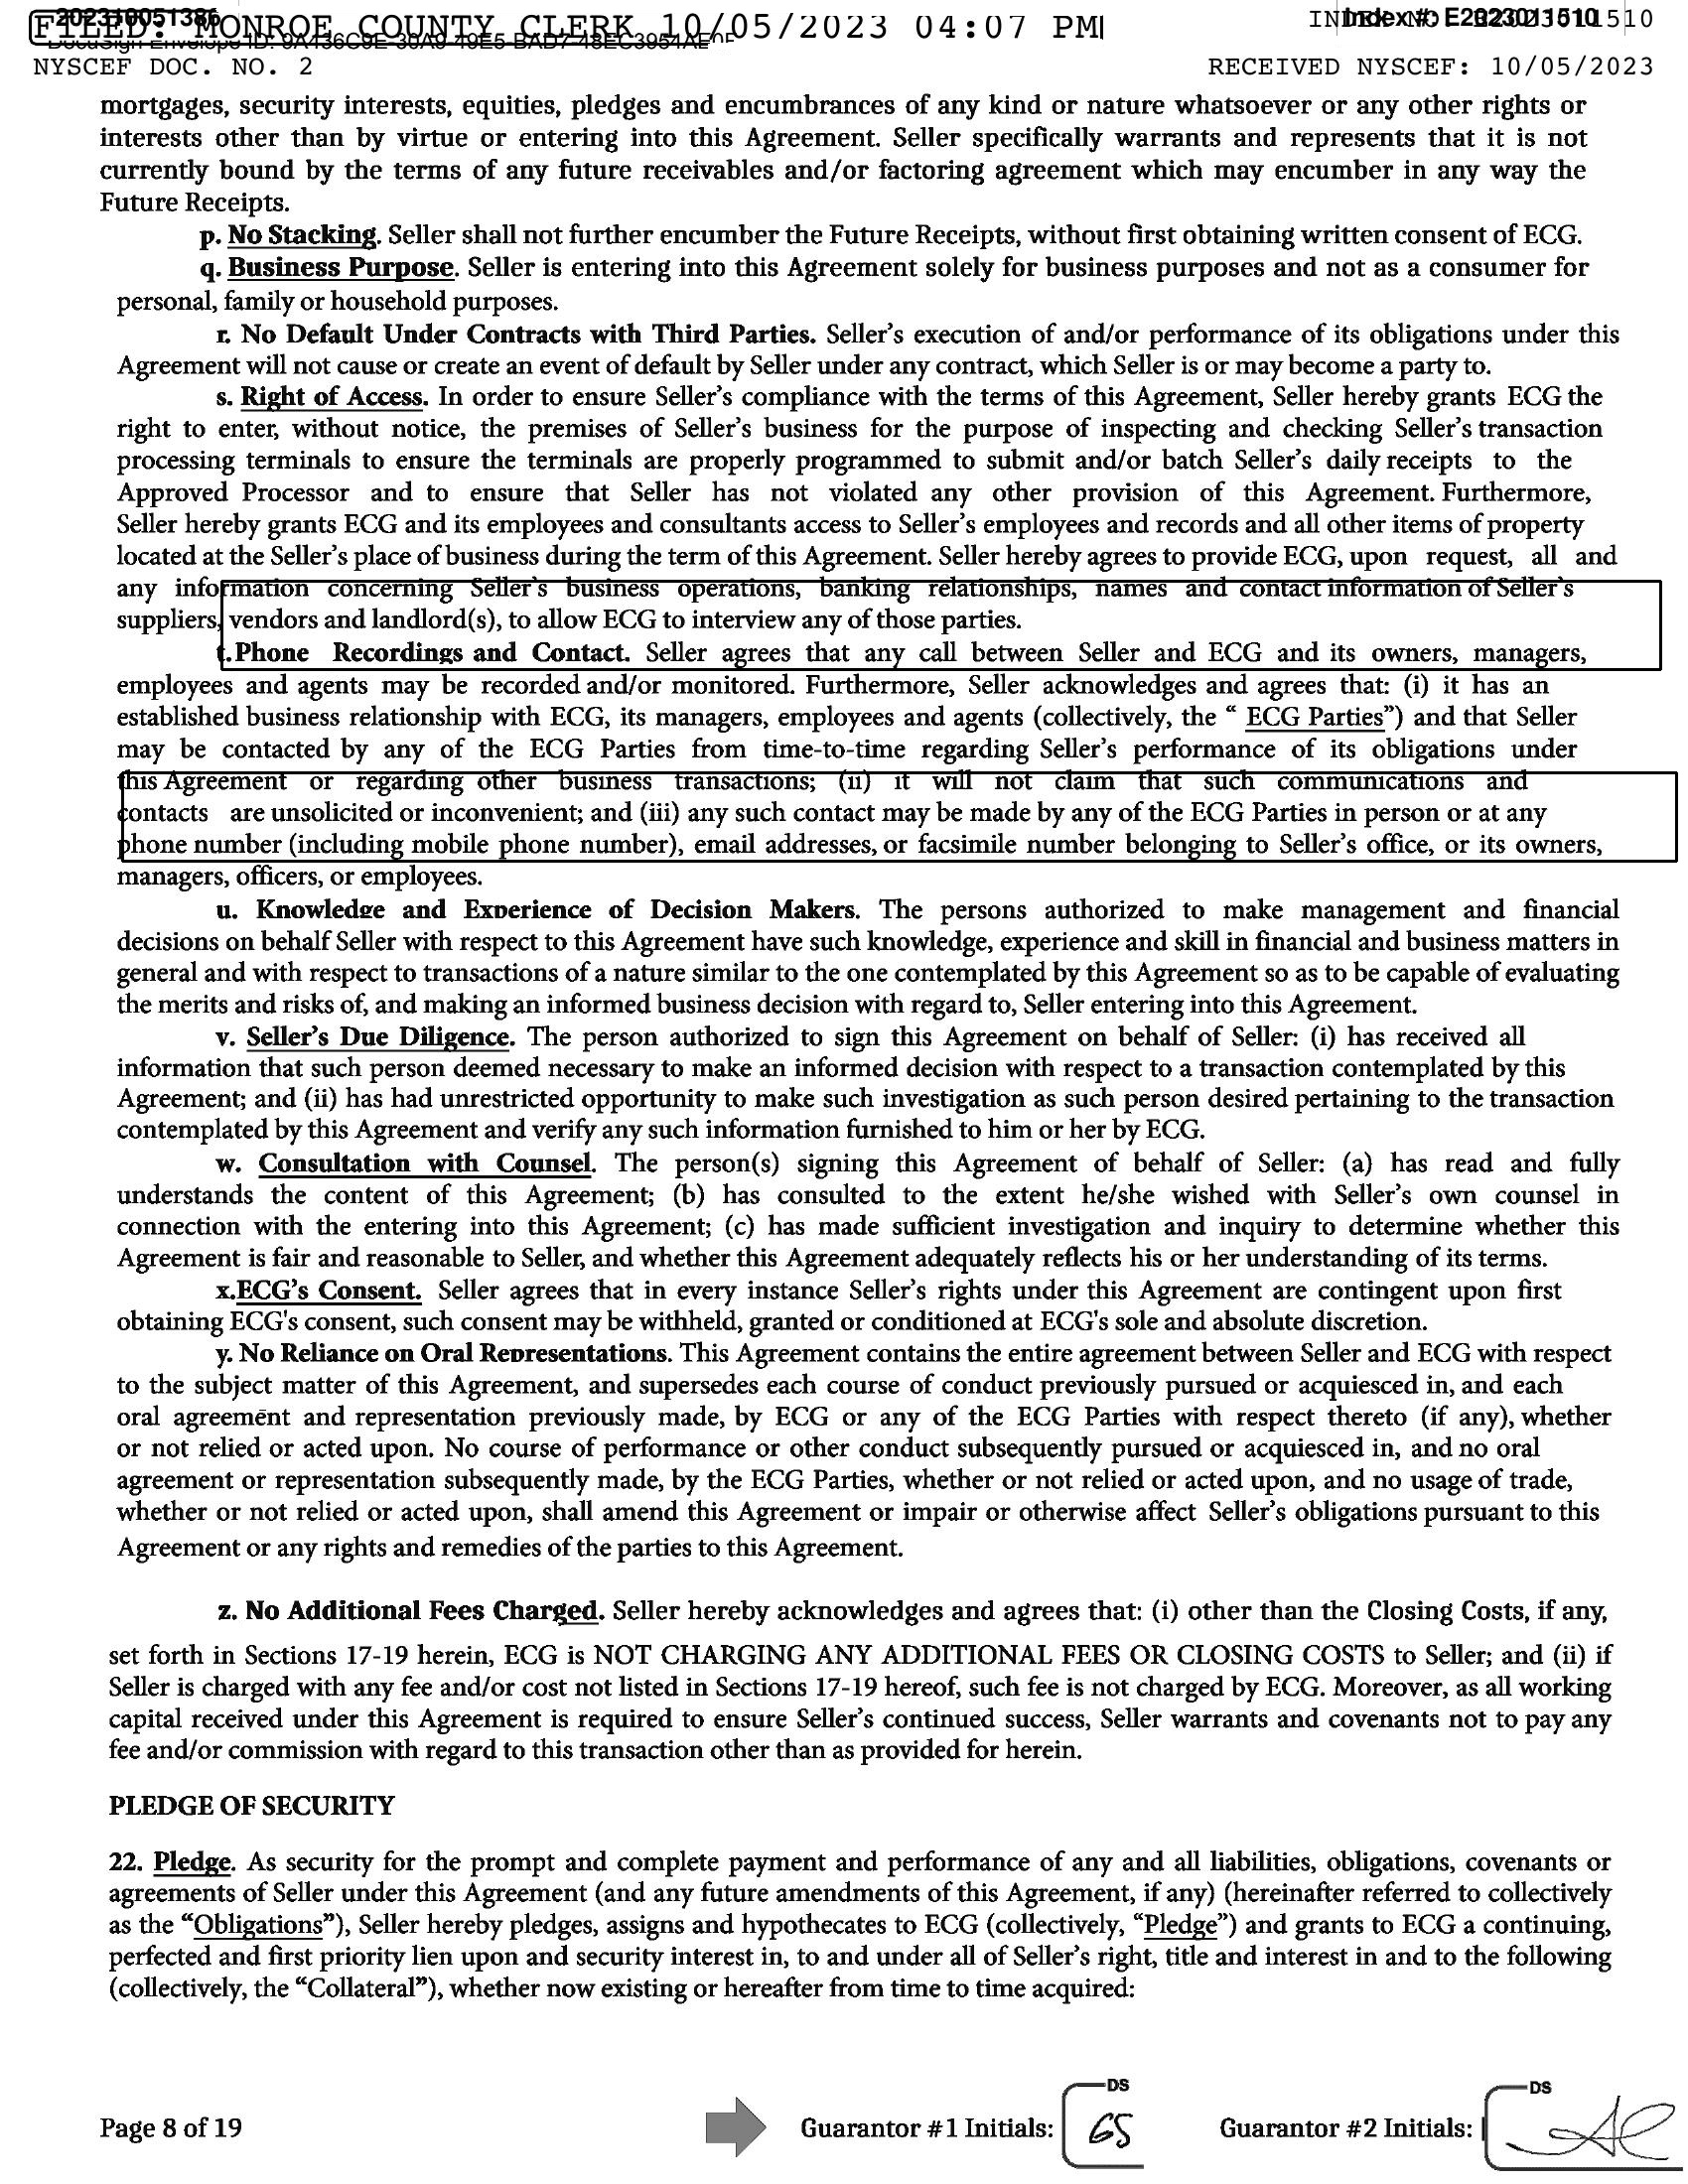 202310051386
FILED: MONROE COUNTY CLERK 10/05/2023 04:07 PM
Index #: E2023011510
DocuSign Envelope ID:
NYSCEF DOC. NO. 2
RECEIVED NYSCEF: 10/05/2023
mortgages, security interests, equities, pledges and encumbrances of any kind or nature whatsoever or any other rights or
interests other than by virtue or entering into this Agreement. Seller specifically warrants and represents that it is not
currently bound by the terms of any future receivables and/or factoring agreement which may encumber in any way the
Future Receipts.
p. No Stacking. Seller shall not further encumber the Future Receipts, without first obtaining written consent of ECG.
q. Business Purpose. Seller is entering into this Agreement solely for business purposes and not as a consumer for
personal, family or household purposes.
r. No Default Under Contracts with Third Parties. Seller’s execution of and/or performance of its obligations under this
Agreement will not cause or create an event of default by Seller under any contract, which Seller is or may become a party to.
s. Right of Access. In order to ensure Seller’s compliance with the terms of this Agreement, Seller hereby grants ECG the
right to enter, without notice, the premises of Seller’s business for the purpose of inspecting and checking Seller’s transaction
processing terminals to ensure the terminals are properly programmed to submit and/or batch Seller’s daily receipts to the
Approved Processor and to ensure that Seller has not violated any other provision of this Agreement. Furthermore,
Seller hereby grants ECG and its employees and consultants access to Seller’s employees and records and all other items of property
located at the Seller’s place of business during the term of this Agreement. Seller hereby agrees to provide ECG, upon request, all and
any information concerning Seller’s business operations, banking relationships, names and contact information of Seller’s
suppliers, vendors and landlord(s), to allow ECG to interview any of those parties.
t.Phone Recordings and Contact. Seller agrees that any call between Seller and ECG and its owners, managers,
employees and agents may be recorded and/or monitored. Furthermore, Seller acknowledges and agrees that: (i) it has an
established business relationship with ECG, its managers, employees and agents (collectively, the “ ECG Parties”) and that Seller
may be contacted by any of the ECG Parties from time-to-time regarding Seller’s performance of its obligations under
this Agreement or regarding other business transactions; (ii) it will not claim that such communications and
contacts are unsolicited or inconvenient; and (iii) any such contact may be made by any of the ECG Parties in person or at any
phone number (including mobile phone number), email addresses, or facsimile number belonging to Seller’s office, or its owners,
managers, officers, or employees.
u. Knowledge and Experience of Decision Makers. The persons authorized to make management and financial
decisions on behalf Seller with respect to this Agreement have such knowledge, experience and skill in financial and business matters in
general and with respect to transactions of a nature similar to the one contemplated by this Agreement so as to be capable of evaluating
the merits and risks of, and making an informed business decision with regard to, Seller entering into this Agreement.
v. Seller’s Due Diligence. The person authorized to sign this Agreement on behalf of Seller: (i) has received all
information that such person deemed necessary to make an informed decision with respect to a transaction contemplated by this
Agreement; and (ii) has had unrestricted opportunity to make such investigation as such person desired pertaining to the transaction
contemplated by this Agreement and verify any such information furnished to him or her by ECG.
w. Consultation with Counsel. The person(s) signing this Agreement of behalf of Seller: (a) has read and fully
understands the content of this Agreement; (b) has consulted to the extent he/she wished with Seller’s own counsel in
connection with the entering into this Agreement; (c) has made sufficient investigation and inquiry to determine whether this
Agreement is fair and reasonable to Seller, and whether this Agreement adequately reflects his or her understanding of its terms.
x.ECG’s Consent. Seller agrees that in every instance Seller’s rights under this Agreement are contingent upon first
obtaining ECG's consent, such consent may be withheld, granted or conditioned at ECG's sole and absolute discretion.
y. No Reliance on Oral Representations. This Agreement contains the entire agreement between Seller and ECG with respect
to the subject matter of this Agreement, and supersedes each course of conduct previously pursued or acquiesced in, and each
oral agreement and representation previously made, by ECG or any of the ECG Parties with respect thereto (if any), whether
or not relied or acted upon. No course of performance or other conduct subsequently pursued or acquiesced in, and no oral
agreement or representation subsequently made, by the ECG Parties, whether or not relied or acted upon, and no usage of trade,
whether or not relied or acted upon, shall amend this Agreement or impair or otherwise affect Seller’s obligations pursuant to this
Agreement or any rights and remedies of the parties to this Agreement.
z. No Additional Fees Charged. Seller hereby acknowledges and agrees that: (i) other than the Closing Costs, if any,
set forth in Sections 17-19 herein, ECG is NOT CHARGING ANY ADDITIONAL FEES OR CLOSING COSTS to Seller; and (ii) if
Seller is charged with any fee and/or cost not listed in Sections 17-19 hereof, such fee is not charged by ECG. Moreover, as all working
capital received under this Agreement is required to ensure Seller’s continued success, Seller warrants and covenants not to pay any
fee and/or commission with regard to this transaction other than as provided for herein.
PLEDGE OF SECURITY
22. Pledge. As security for the prompt and complete payment and performance of any and all liabilities, obligations, covenants or
agreements of Seller under this Agreement (and any future amendments of this Agreement, if any) (hereinafter referred to collectively
as the “Obligations”), Seller hereby pledges, assigns and hypothecates to ECG (collectively, “Pledge”) and grants to ECG a continuing,
perfected and first priority lien upon and security interest in, to and under all of Seller’s right, title and interest in and to the following
(collectively, the “Collateral”), whether now existing or hereafter from time to time acquired:
DS
DS
Page 8 of 19
Guarantor #1 Initials: GS
Guarantor #2 Initials: